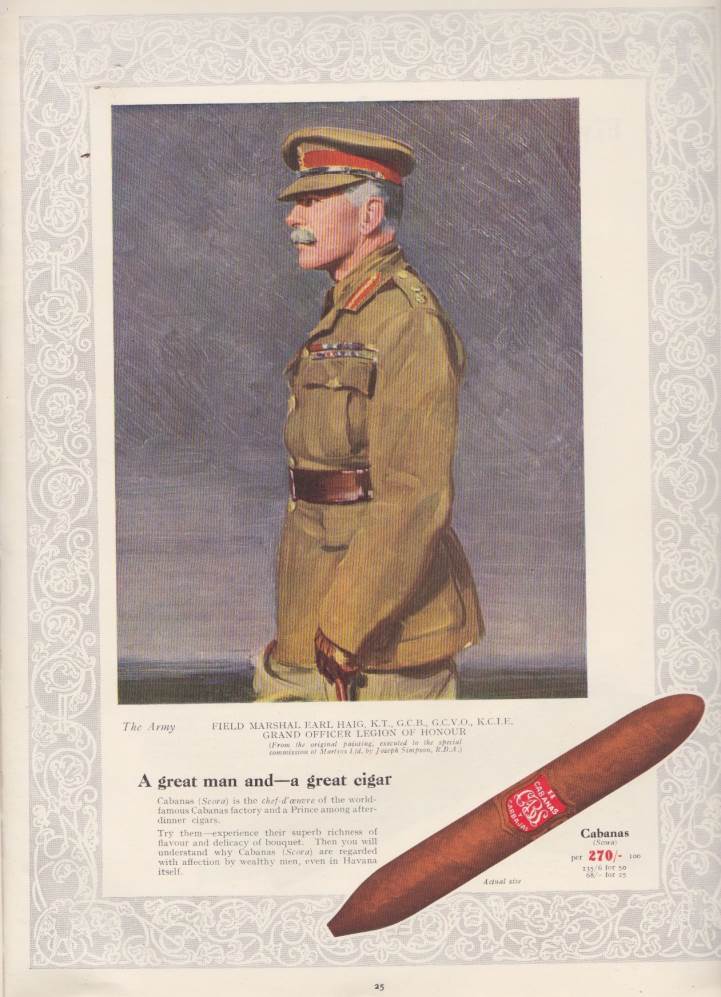 The Army
FIELD MARSHAL EARL HAIG, K.T., G.C.B., G.C.V.O., K.C.I.E.
GRAND OFFICER LEGION OF HONOUR
(From the original painting, executed to the special
commission of Martins Ltd. by Joseph Simpson, R.B.A.)
A great man and—a great cigar
Cabanas (Scora) is the chef-d'œuvre of the world-
famous Cabanas factory and a Prince among after-
dinner cigars.
Try them—experience their superb richness of
flavour and delicacy of bouquet. Then you will
understand why Cabanas (Scora) are regarded
with affection by wealthy men, even in Havana
itself.
CABANAS
Y
CARBAJAL
Actual size
Cabanas
(Scora)
per 270/- 100
135/6 for 50
68/- for 25
25